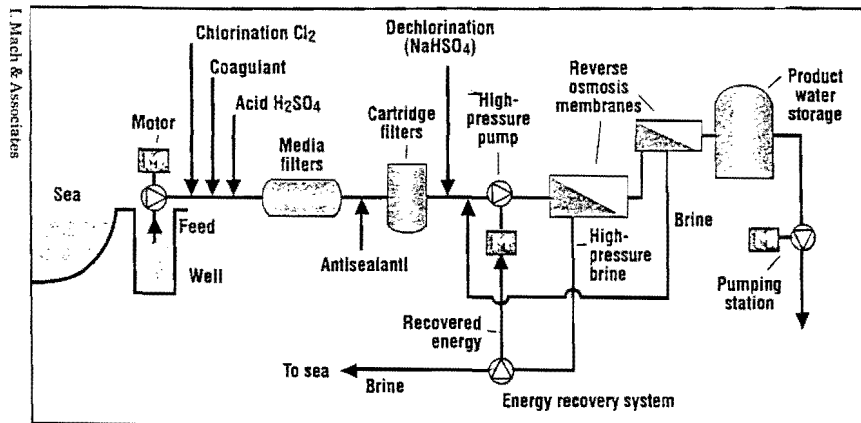 I. Mach & Associates
Chlorination Cl2
Coagulant
Acid H2SO4
Motor
M
Sea
Feed
Well
Media
filters
Antisealantl
Cartridge
filters
Dechlorination
(NaHSO4)
High-
pressure
pump
M
Reverse
osmosis
membranes
Product
water
storage
High-
pressure
brine
Brine
M
Pumping
station
Recovered
energy
To sea
Brine
Energy recovery system